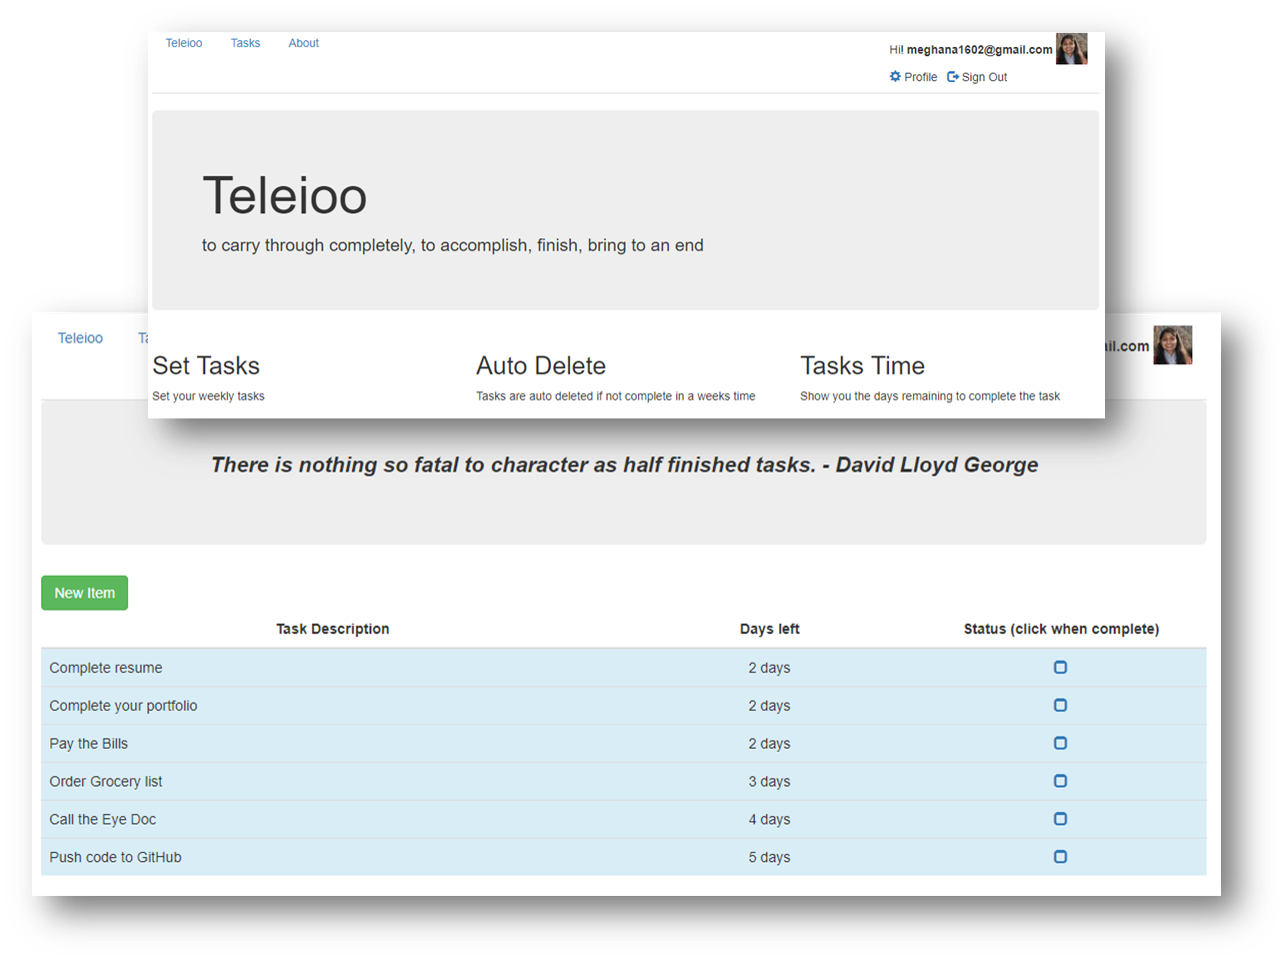 Teleioo Tasks About
Hi! meghana1602@gmail.com
Profile Sign Out
Teleioo
to carry through completely, to accomplish, finish, bring to an end
Set Tasks Auto Delete Tasks Time
Set your weekly tasks Tasks are auto deleted if not complete in a weeks time Show you the days remaining to complete the task
Teleioo Ta il.com
There is nothing so fatal to character as half finished tasks. - David Lloyd George
New Item
Task Description Days left Status (click when complete)
Complete resume 2 days
Complete your portfolio 2 days
Pay the Bills 2 days
Order Grocery list 3 days
Call the Eye Doc 4 days
Push code to GitHub 5 days